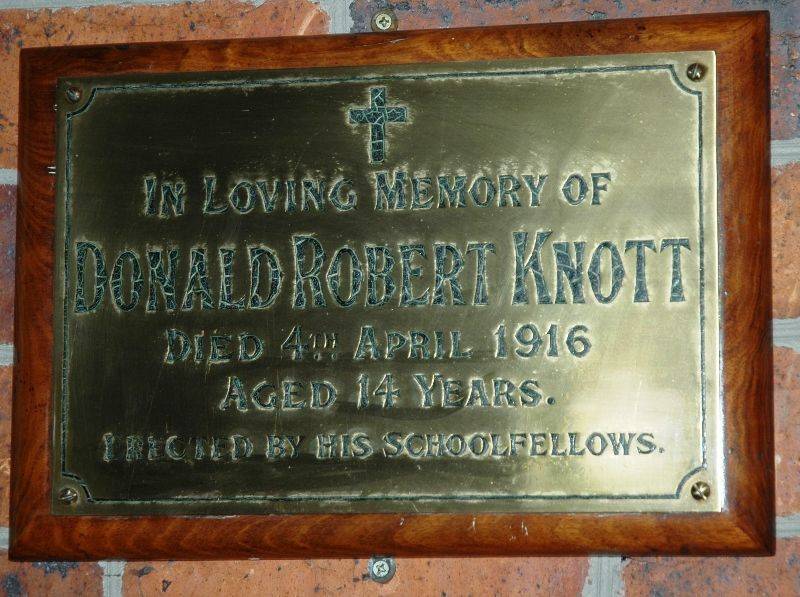 IN LOVING MEMORY OF
DONALD ROBERT KNOTT
DIED 4TH APRIL 1916
AGED 14 YEARS.
ERECTED BY HIS SCHOOLFELLOWS.